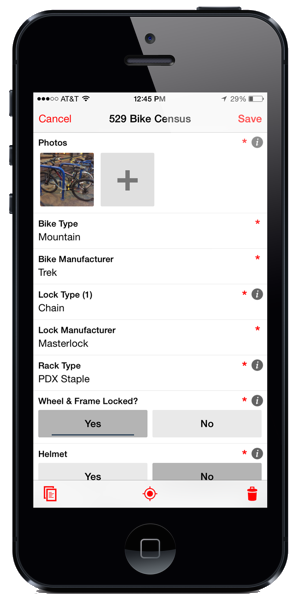 AT&T 12:45 PM 29%
Cancel 529 Bike Census Save
Photos * i
+
Bike Type *
Mountain
Bike Manufacturer *
Trek
Lock Type (1) * i
Chain
Lock Manufacturer *
Masterlock
Rack Type * i
PDX Staple
Wheel & Frame Locked? * i
Yes No
Helmet * i
Yes No